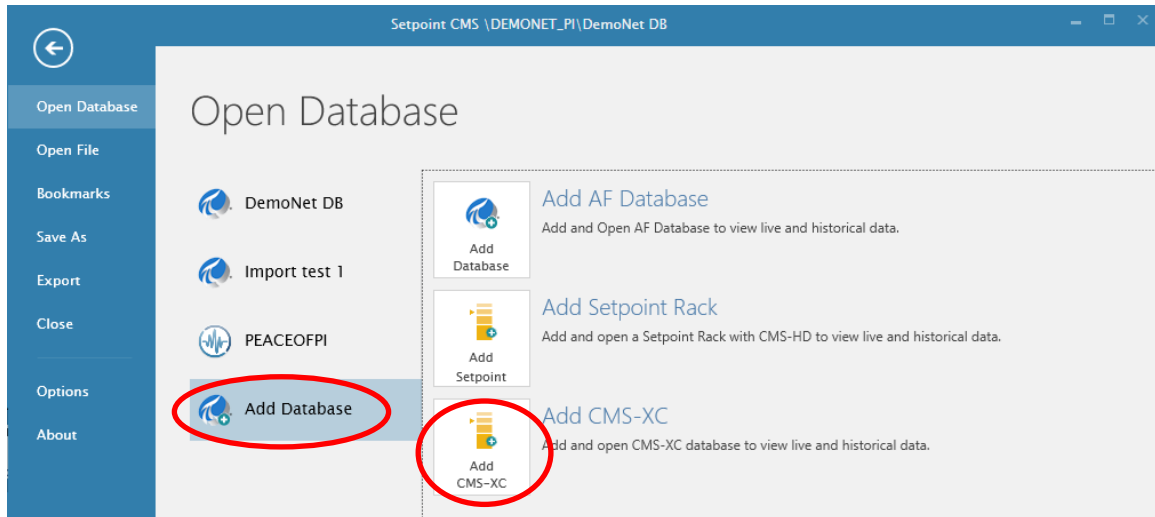 Setpoint CMS \DEMONET_PI\DemoNet DB
Open Database
Open File
Bookmarks
Save As
Export
Close
Options
About
Open Database
DemoNet DB
Import test 1
PEACEOFPI
Add Database
Add
Database
Add AF Database
Add and Open AF Database to view live and historical data.
Add
Setpoint
Add Setpoint Rack
Add and open a Setpoint Rack with CMS-HD to view live and historical data.
Add
CMS-XC
Add CMS-XC
Add and open CMS-XC database to view live and historical data.